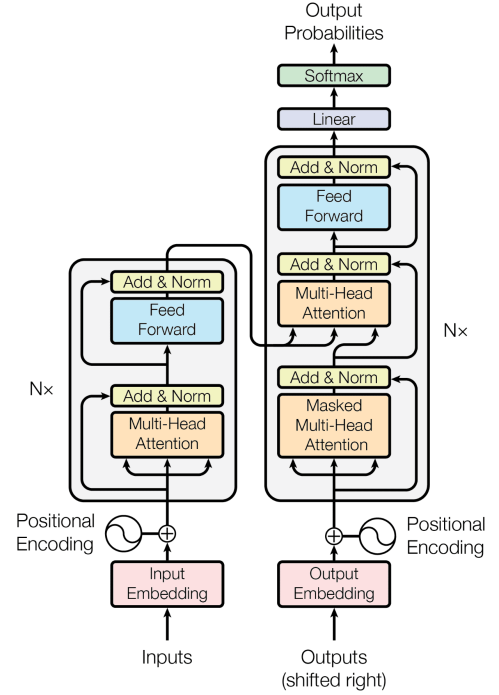 Output
Probabilities
Softmax
Linear
Add & Norm
Feed
Forward
Add & Norm
Multi-Head
Attention
Add & Norm
Masked
Multi-Head
Attention
Nx
Positional
Encoding
Output
Embedding
Outputs
(shifted right)
Add & Norm
Feed
Forward
Add & Norm
Multi-Head
Attention
N×
Positional
Encoding
Input
Embedding
Inputs